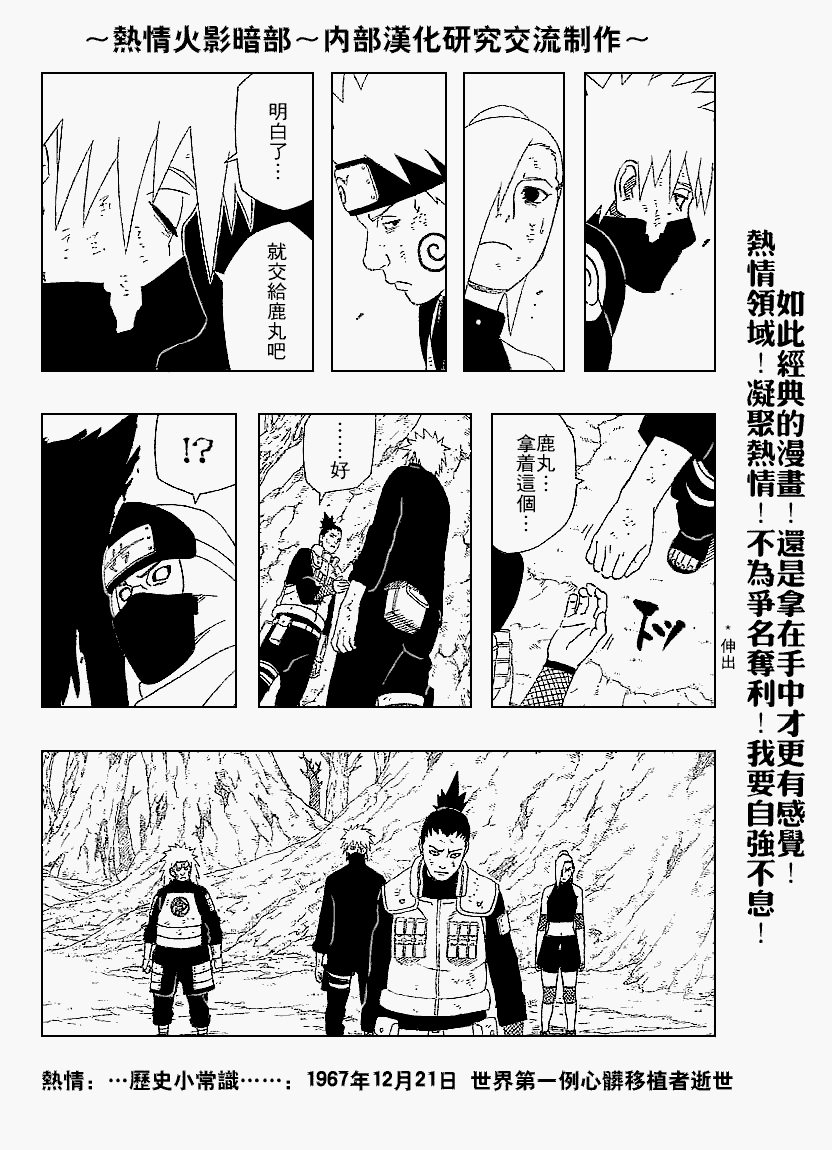 ～熱情火影暗部～内部漢化研究交流制作～
明白了…
就交給鹿丸吧
鹿丸…
拿着這個…
ズッ
*伸出
……好
!?
如此經典的漫畫！還是拿在手中才更有感覺！
熱情領域！凝聚熱情！不為爭名奪利！我要自強不息！
熱情：…歷史小常識……：1967年12月21日 世界第一例心髒移植者逝世